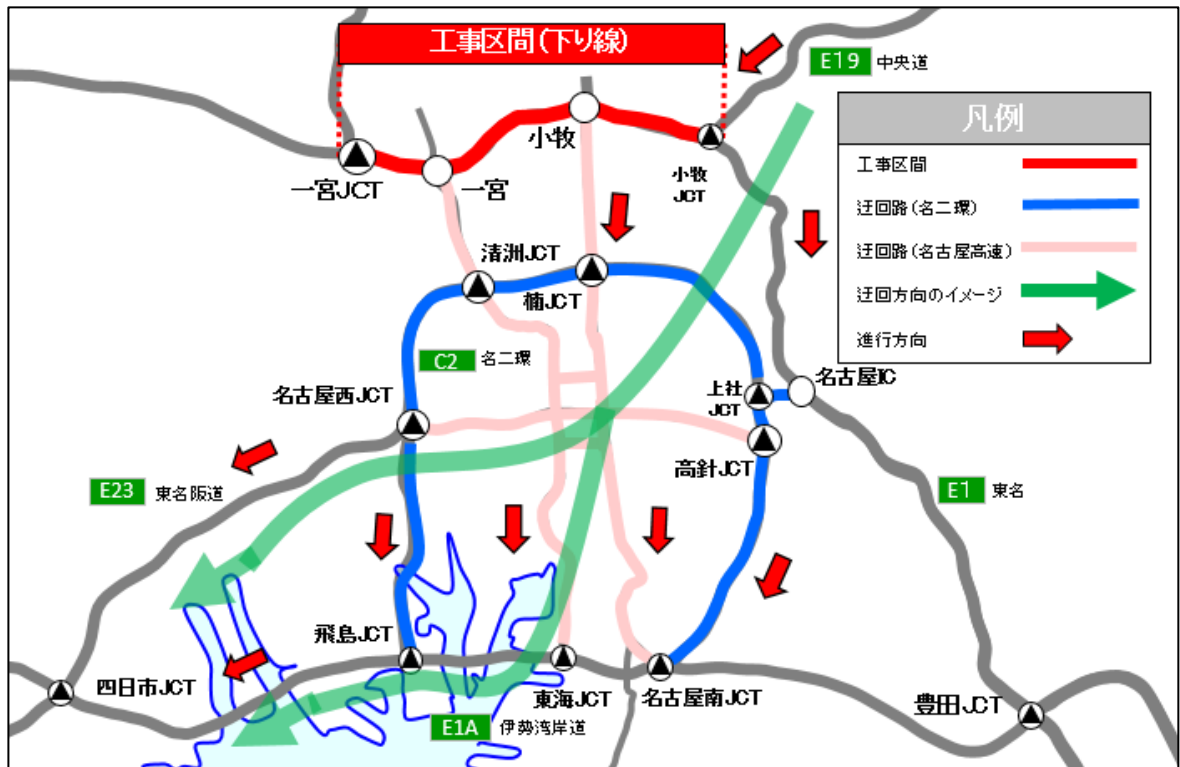 工事区間(下り線)
E19 中央道
凡例
工事区間
迂回路(名二環)
迂回路(名古屋高速)
迂回方向のイメージ
進行方向
小牧
小牧
JCT
一宮JCT
一宮
清洲JCT
楠JCT
C2 名二環
名古屋西JCT
上社
JCT
名古屋IC
高針JCT
E23 東名阪道
E1 東名
飛島JCT
四日市JCT
東海JCT
名古屋南JCT
豊田JCT
E1A 伊勢湾岸道